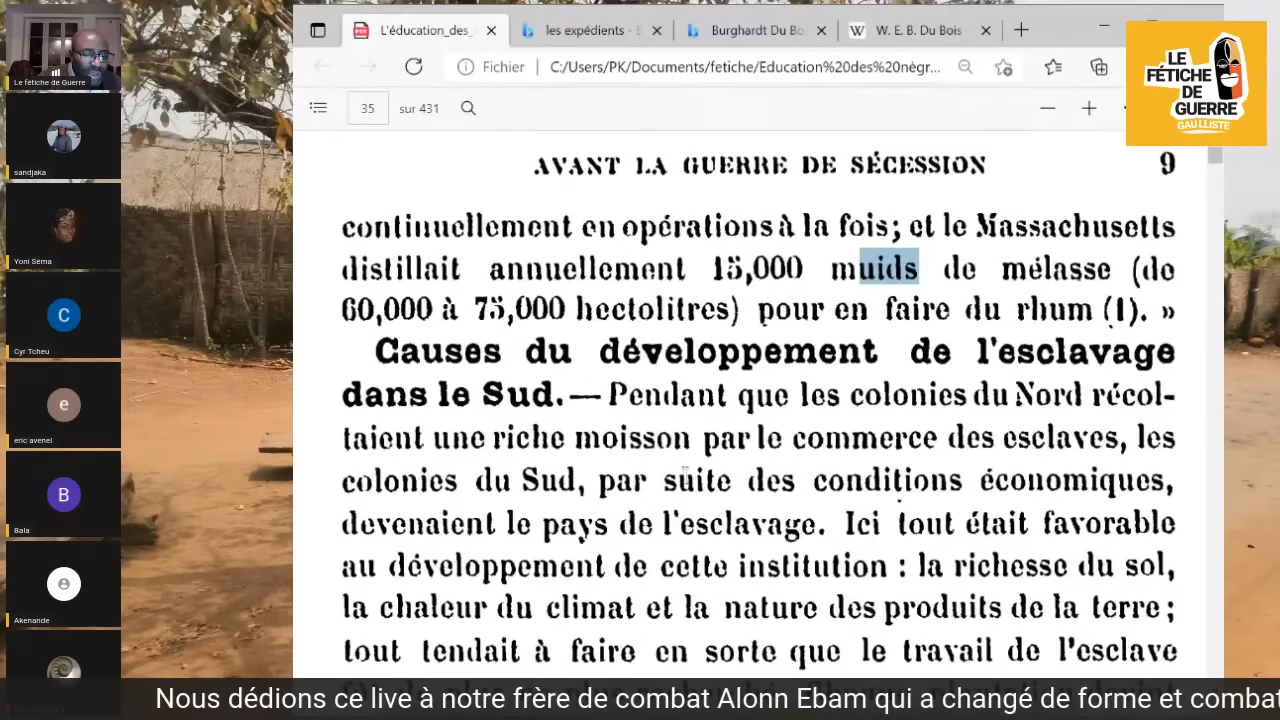 Le fétiche de Guerre
sandjaka
Yoni Sema
C
Cyr Tcheu
e
eric avenel
B
Bala
Akenande
L'éducation_des_
les expédients - B
Burghardt Du Bo
W. E. B. Du Bois -
Fichier
C:/Users/PK/Documents/fetiche/Education%20des%20nègr...
35
sur 431
LE
FÉTICHE
DE
GUERRE
GAULLISTE
AVANT LA GUERRE DE SÉCESSION 9
continuellement en opérations à la fois; et le Massachusetts
distillait annuellement 15,000 muids de mélasse (de
60,000 à 75,000 hectolitres) pour en faire du rhum (1). »
Causes du développement de l'esclavage
dans le Sud.— Pendant que les colonies du Nord récol-
taient une riche moisson par le commerce des esclaves, les
colonies du Sud, par suite des conditions économiques,
devenaient le pays de l'esclavage. Ici tout était favorable
au développement de cette institution : la richesse du sol,
la chaleur du climat et la nature des produits de la terre;
tout tendait à faire en sorte que le travail de l'esclave
Nous dédions ce live à notre frère de combat Alonn Ebam qui a changé de forme et combat